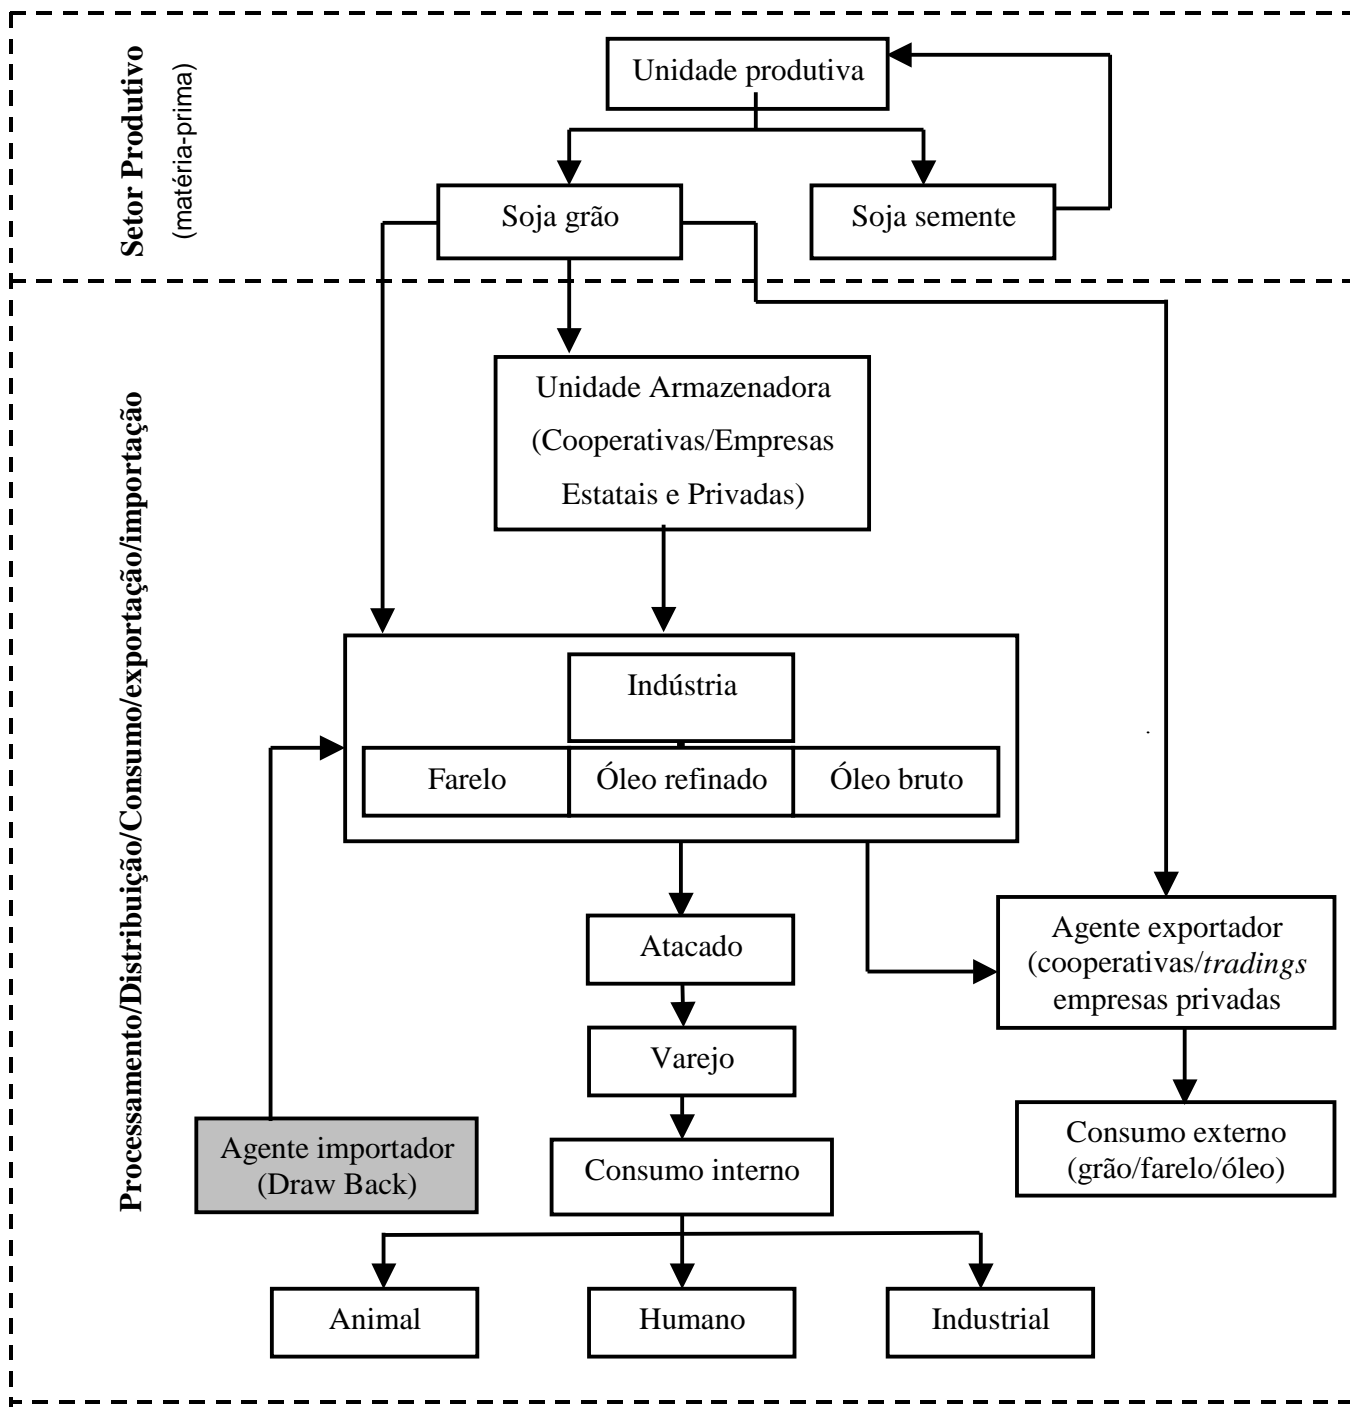 Setor Produtivo
(matéria-prima)
Unidade produtiva
Soja grão
Soja semente
Processamento/Distribuição/Consumo/exportação/importação
Unidade Armazenadora
(Cooperativas/Empresas
Estatais e Privadas)
Indústria
Farelo
Óleo refinado
Óleo bruto
Atacado
Agente exportador
(cooperativas/tradings
empresas privadas
Varejo
Agente importador
(Draw Back)
Consumo interno
Consumo externo
(grão/farelo/óleo)
Animal
Humano
Industrial